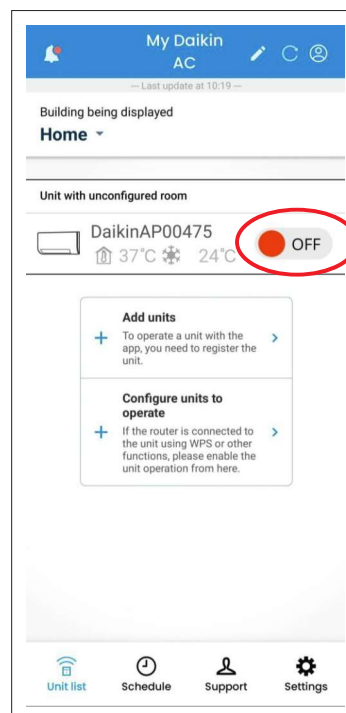 My Daikin
AC
— Last update at 10:19 —
Building being displayed
Home
Unit with unconfigured room
DaikinAP00475
37°C 24°C OFF
Add units
To operate a unit with the
app, you need to register the
unit.
Configure units to
operate
If the router is connected to
the unit using WPS or other
functions, please enable the
unit operation from here.
Unit list Schedule Support Settings